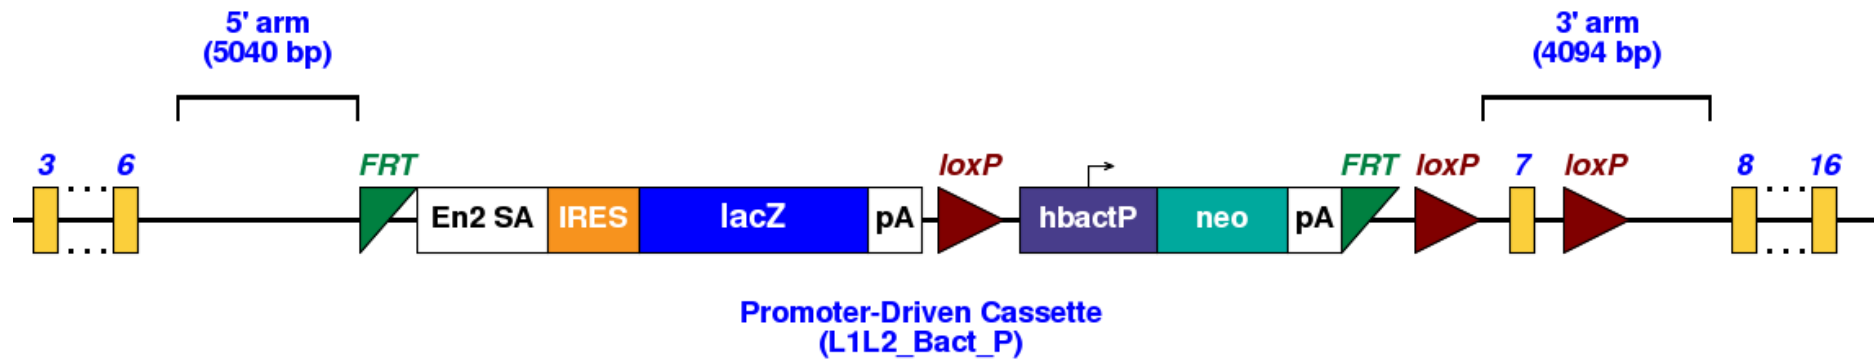 5' arm
(5040 bp)
3' arm
(4094 bp)
3 6 FRT loxP FRT loxP 7 loxP 8 16
En2 SA IRES lacZ pA hbactP neo pA
Promoter-Driven Cassette
(L1L2_Bact_P)